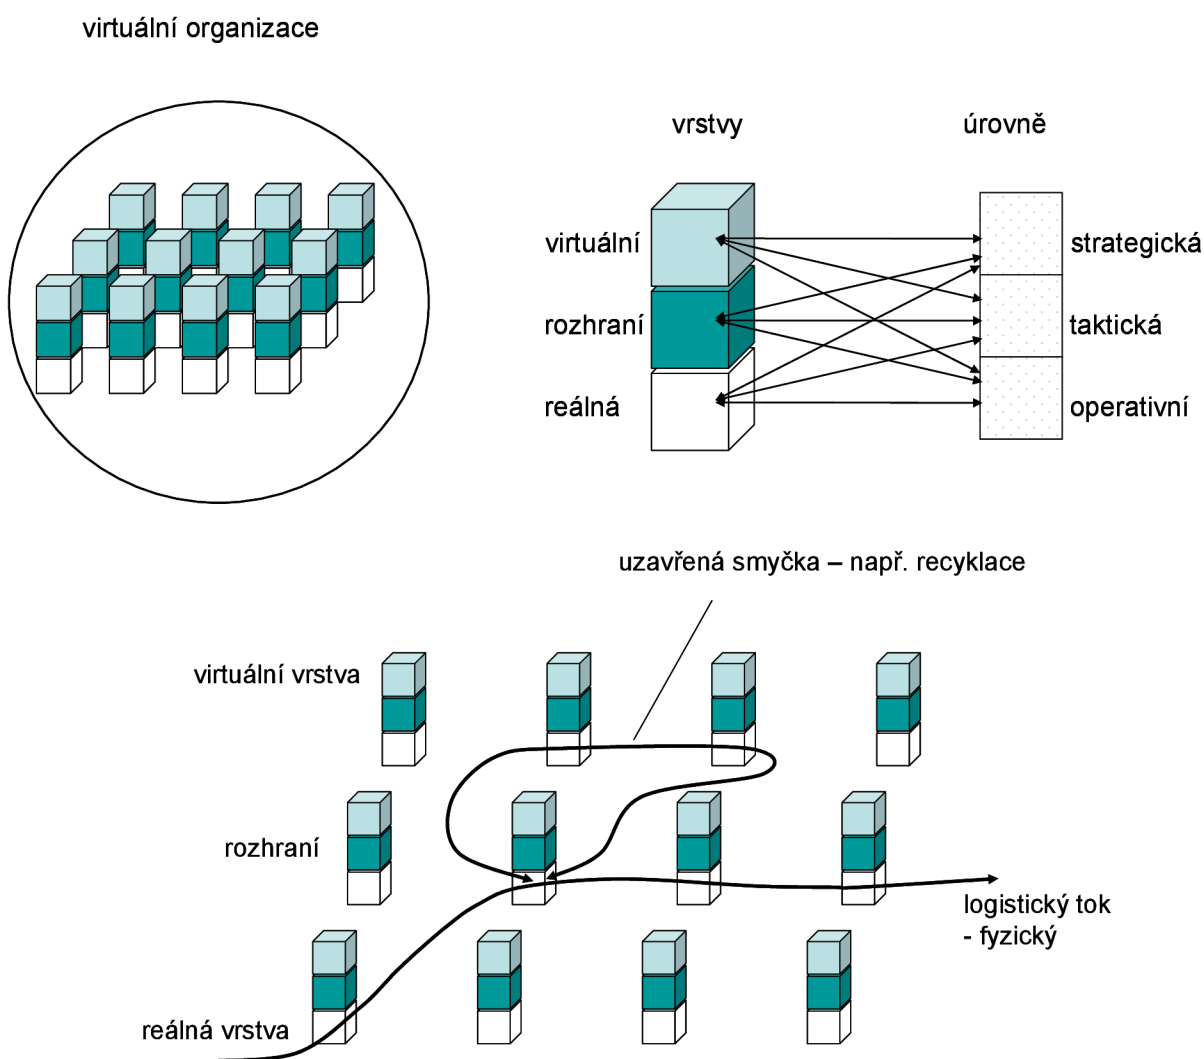 virtuální organizace
vrstvy
úrovně
virtuální
strategická
rozhraní
taktická
reálná
operativní
uzavřená smyčka – např. recyklace
virtuální vrstva
rozhraní
logistický tok
- fyzický
reálná vrstva